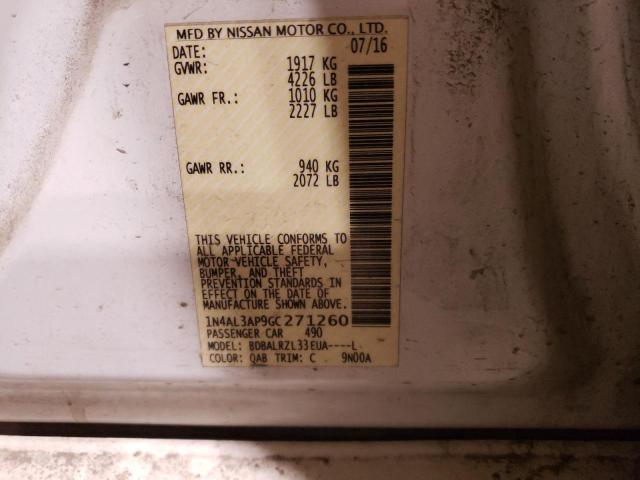 MFD BY NISSAN MOTOR CO., LTD.
DATE: 07/16
GVWR: 1917 KG
4226 LB
GAWR FR.: 1010 KG
2227 LB
GAWR RR.: 940 KG
2072 LB
THIS VEHICLE CONFORMS TO
ALL APPLICABLE FEDERAL
MOTOR VEHICLE SAFETY,
BUMPER, AND THEFT
PREVENTION STANDARDS
IN EFFECT ON THE DATE OF
MANUFACTURE SHOWN ABOVE.
1N4AL3AP9GC271260
PASSENGER CAR 490
MODEL: BDBALRZL33EUA----L
COLOR: QAB TRIM: C 9N00A